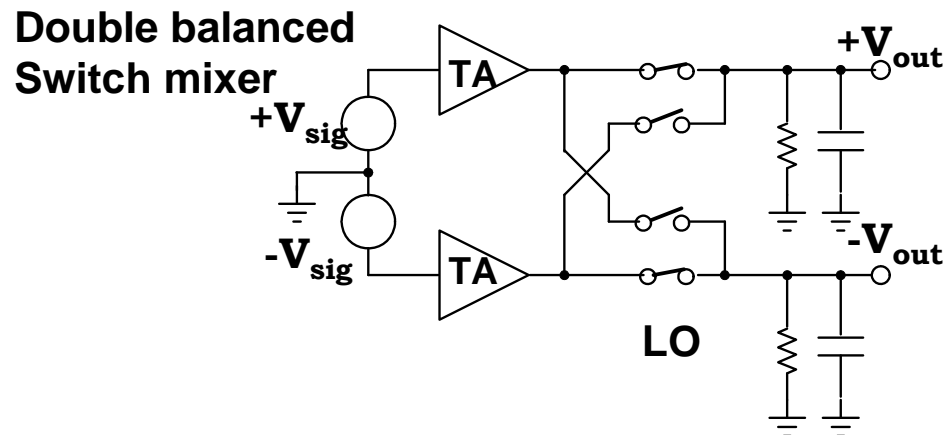 Double balanced
Switch mixer
+Vsig
-Vsig
TA
TA
LO
+Vout
-Vout